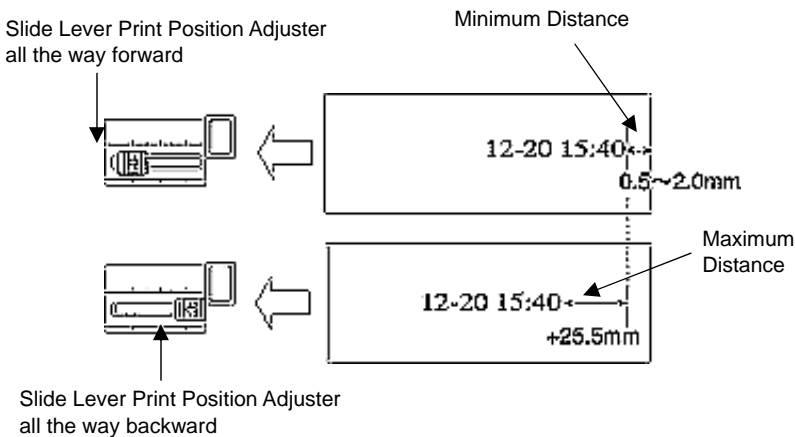 Slide Lever Print Position Adjuster
all the way forward
Minimum Distance
12-20 15:40
0.5~2.0mm
Maximum
Distance
12-20 15:40
+25.5mm
Slide Lever Print Position Adjuster
all the way backward